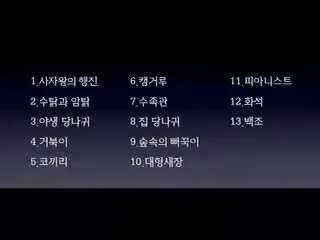 1.사자왕의 행진
2.수탉과 암탉
3.야생 당나귀
4.거북이
5.코끼리
6.캥거루
7.수족관
8.집 당나귀
9.숲속의 뻐꾹이
10.대형새장
11.피아니스트
12.화석
13.백조